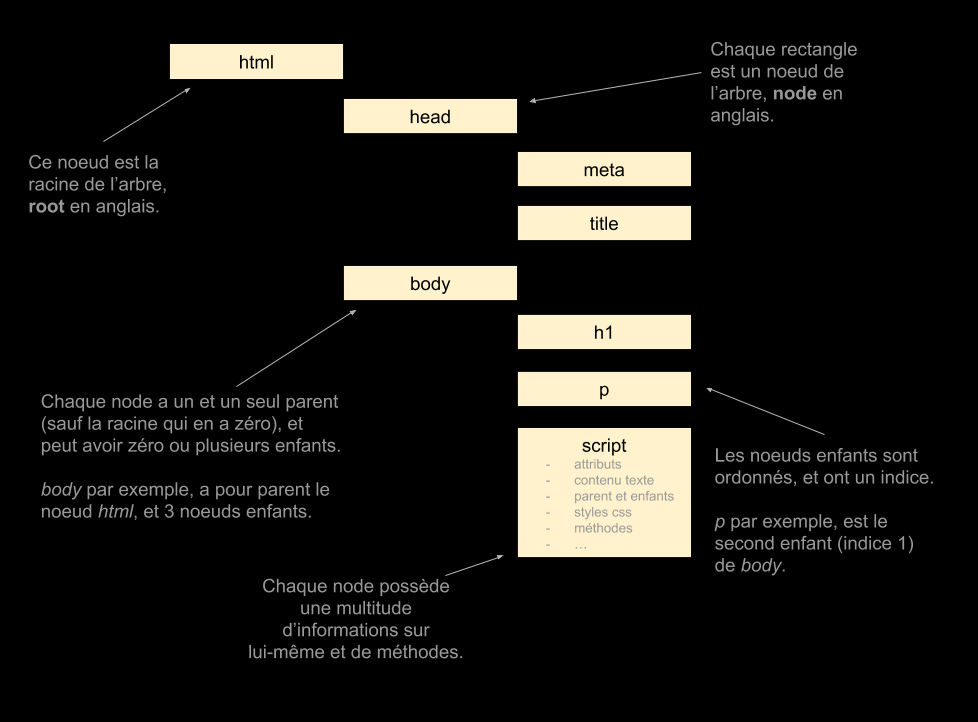 html
Chaque rectangle
est un noeud de
l’arbre, node en
anglais.
head
Ce noeud est la
racine de l’arbre,
root en anglais.
meta
title
body
h1
p
Chaque node a un et un seul parent
(sauf la racine qui en a zéro), et
peut avoir zéro ou plusieurs enfants.
body par exemple, a pour parent le
noeud html, et 3 noeuds enfants.
script
- attributs
- contenu texte
- parent et enfants
- styles css
- méthodes
- …
Les noeuds enfants sont
ordonnés, et ont un indice.
p par exemple, est le
second enfant (indice 1)
de body.
Chaque node possède
une multitude
d’informations sur
lui-même et de méthodes.